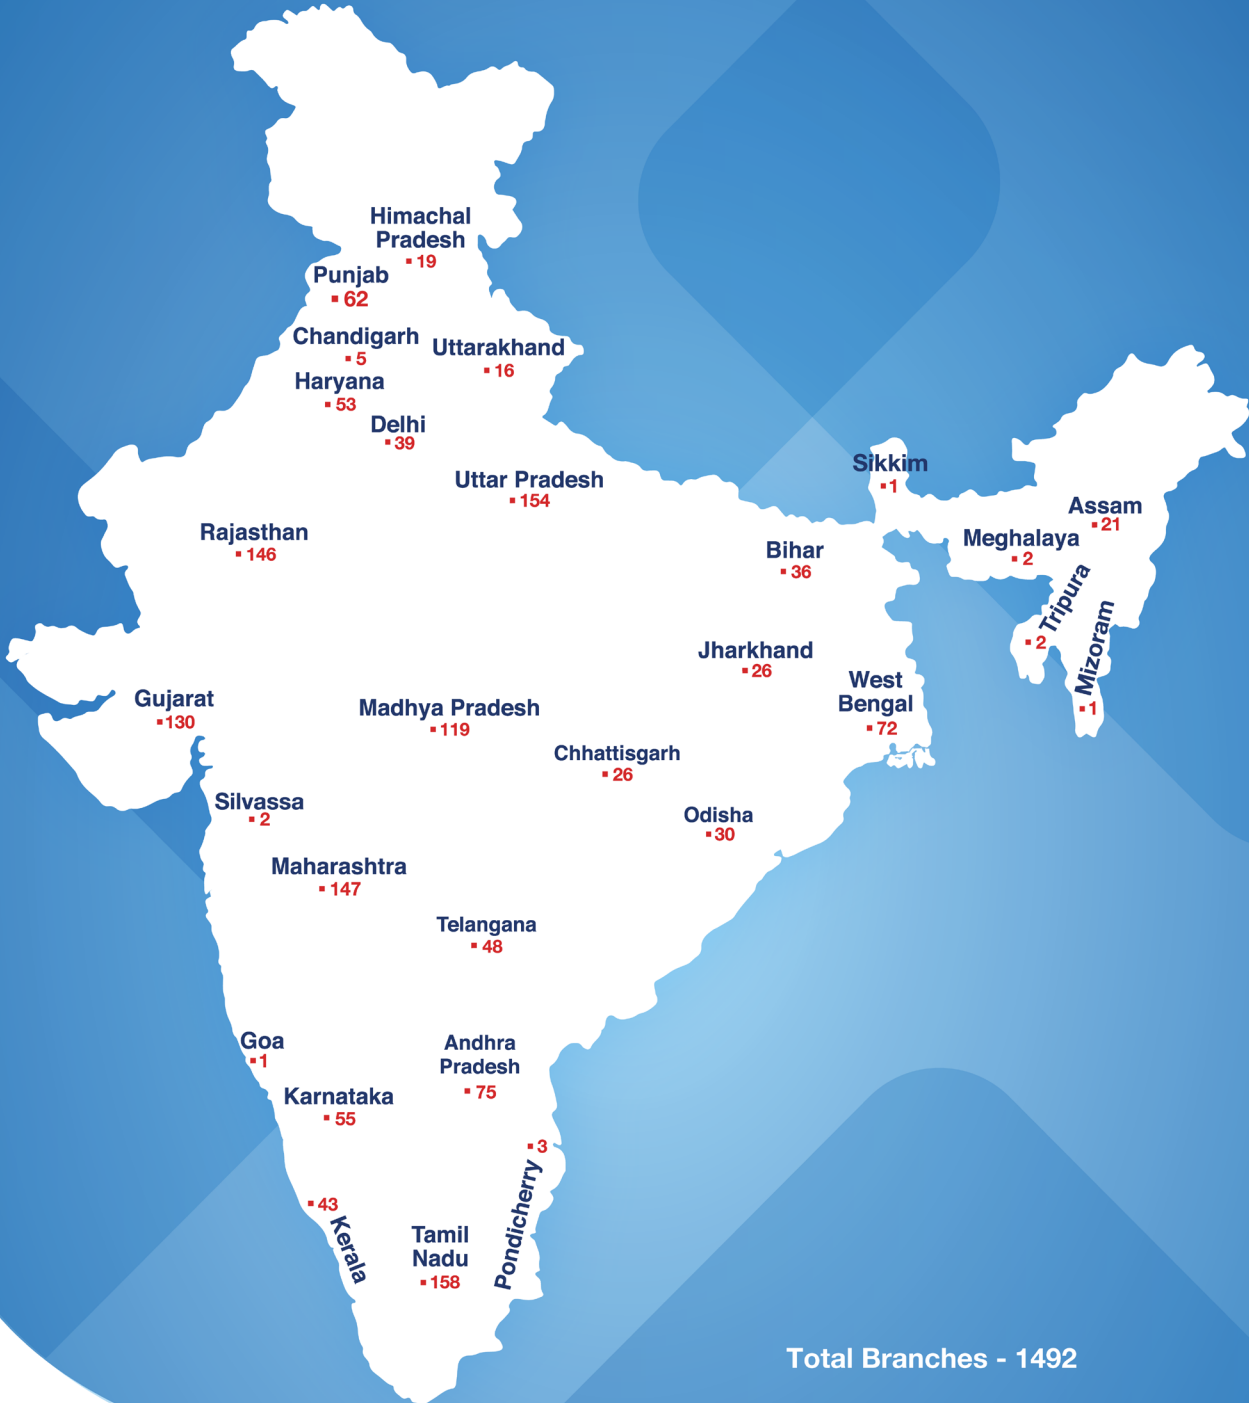 Himachal
Pradesh
19
Punjab
62
Chandigarh
5
Uttarakhand
16
Haryana
53
Delhi
39
Sikkim
1
Uttar Pradesh
154
Assam
21
Rajasthan
146
Meghalaya
2
Bihar
36
Tripura
2
Mizoram
1
Jharkhand
26
West
Bengal
72
Gujarat
130
Madhya Pradesh
119
Chhattisgarh
26
Silvassa
2
Odisha
30
Maharashtra
147
Telangana
48
Goa
1
Andhra
Pradesh
75
Karnataka
55
3
Pondicherry
43
Kerala
Tamil
Nadu
158
Total Branches - 1492